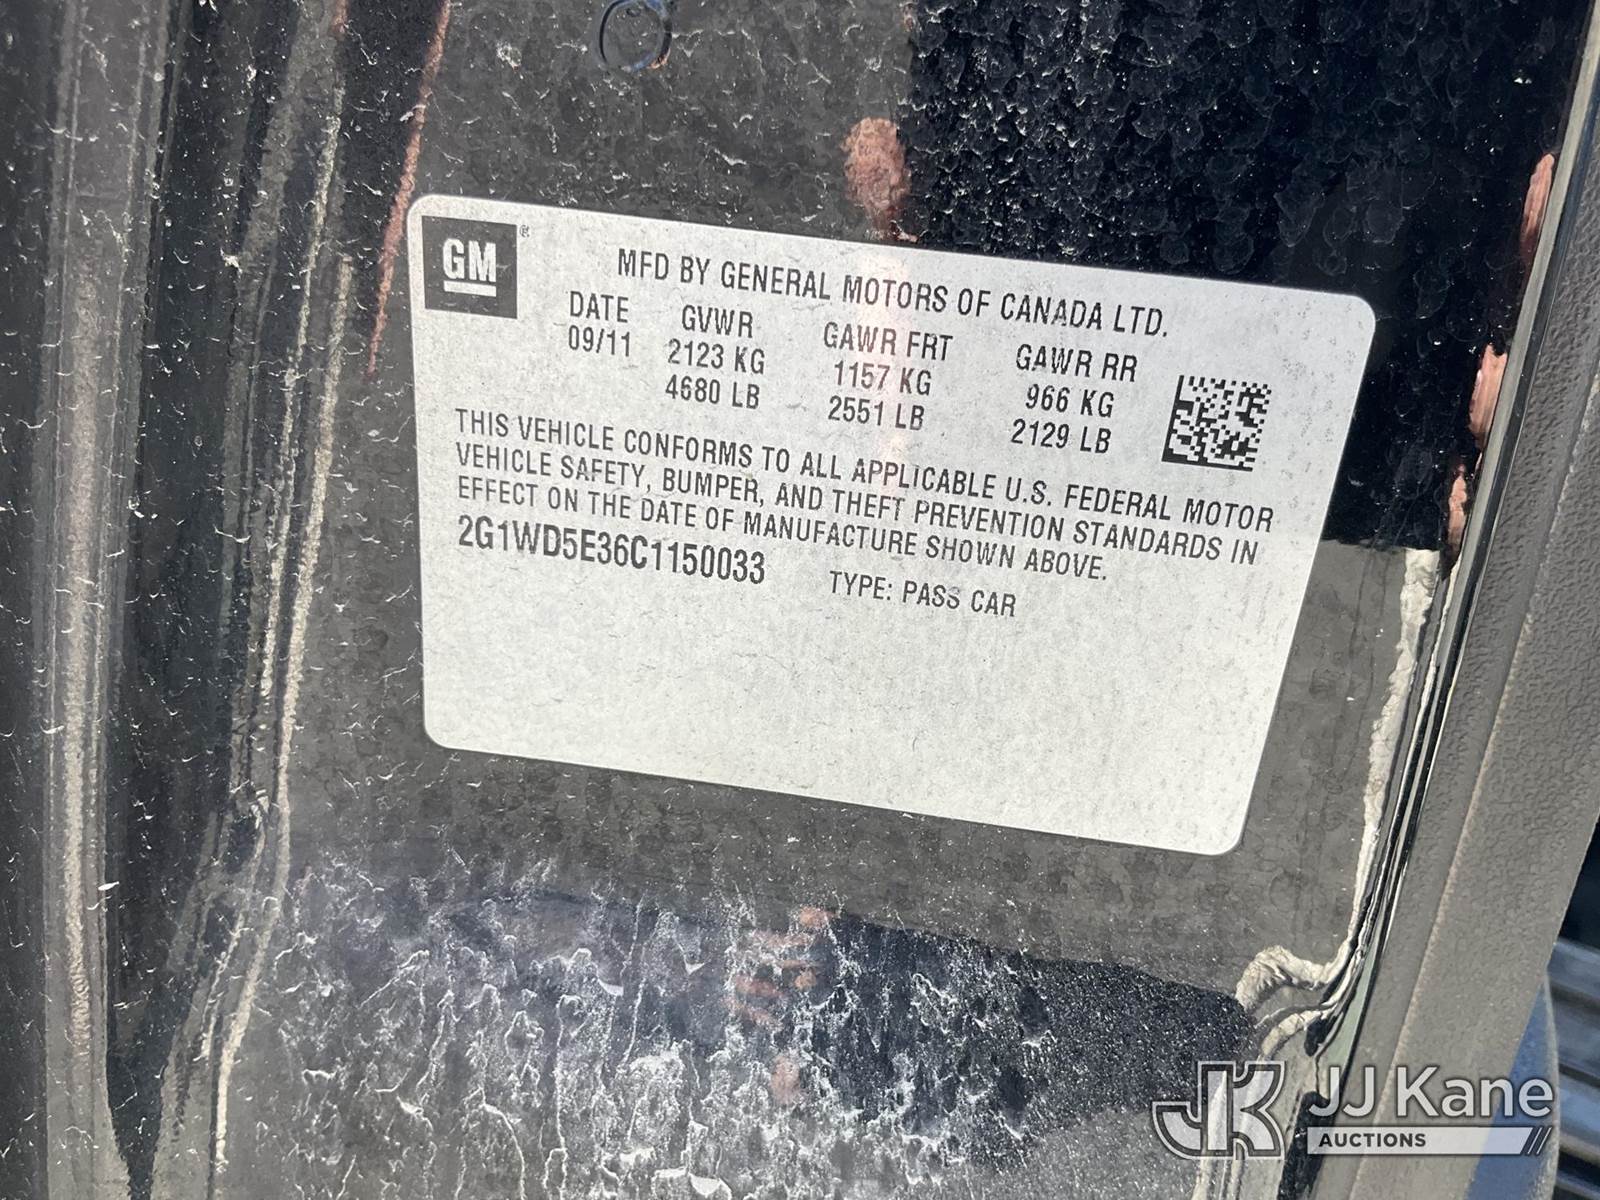 GM ®
MFD BY GENERAL MOTORS OF CANADA LTD.
DATE GVWR GAWR FRT GAWR RR
09/11 2123 KG 1157 KG 966 KG
4680 LB 2551 LB 2129 LB
THIS VEHICLE CONFORMS TO ALL APPLICABLE U.S. FEDERAL MOTOR
VEHICLE SAFETY, BUMPER, AND THEFT PREVENTION STANDARDS IN
EFFECT ON THE DATE OF MANUFACTURE SHOWN ABOVE.
2G1WD5E36C1150033 TYPE: PASS CAR
JK JJ Kane
AUCTIONS